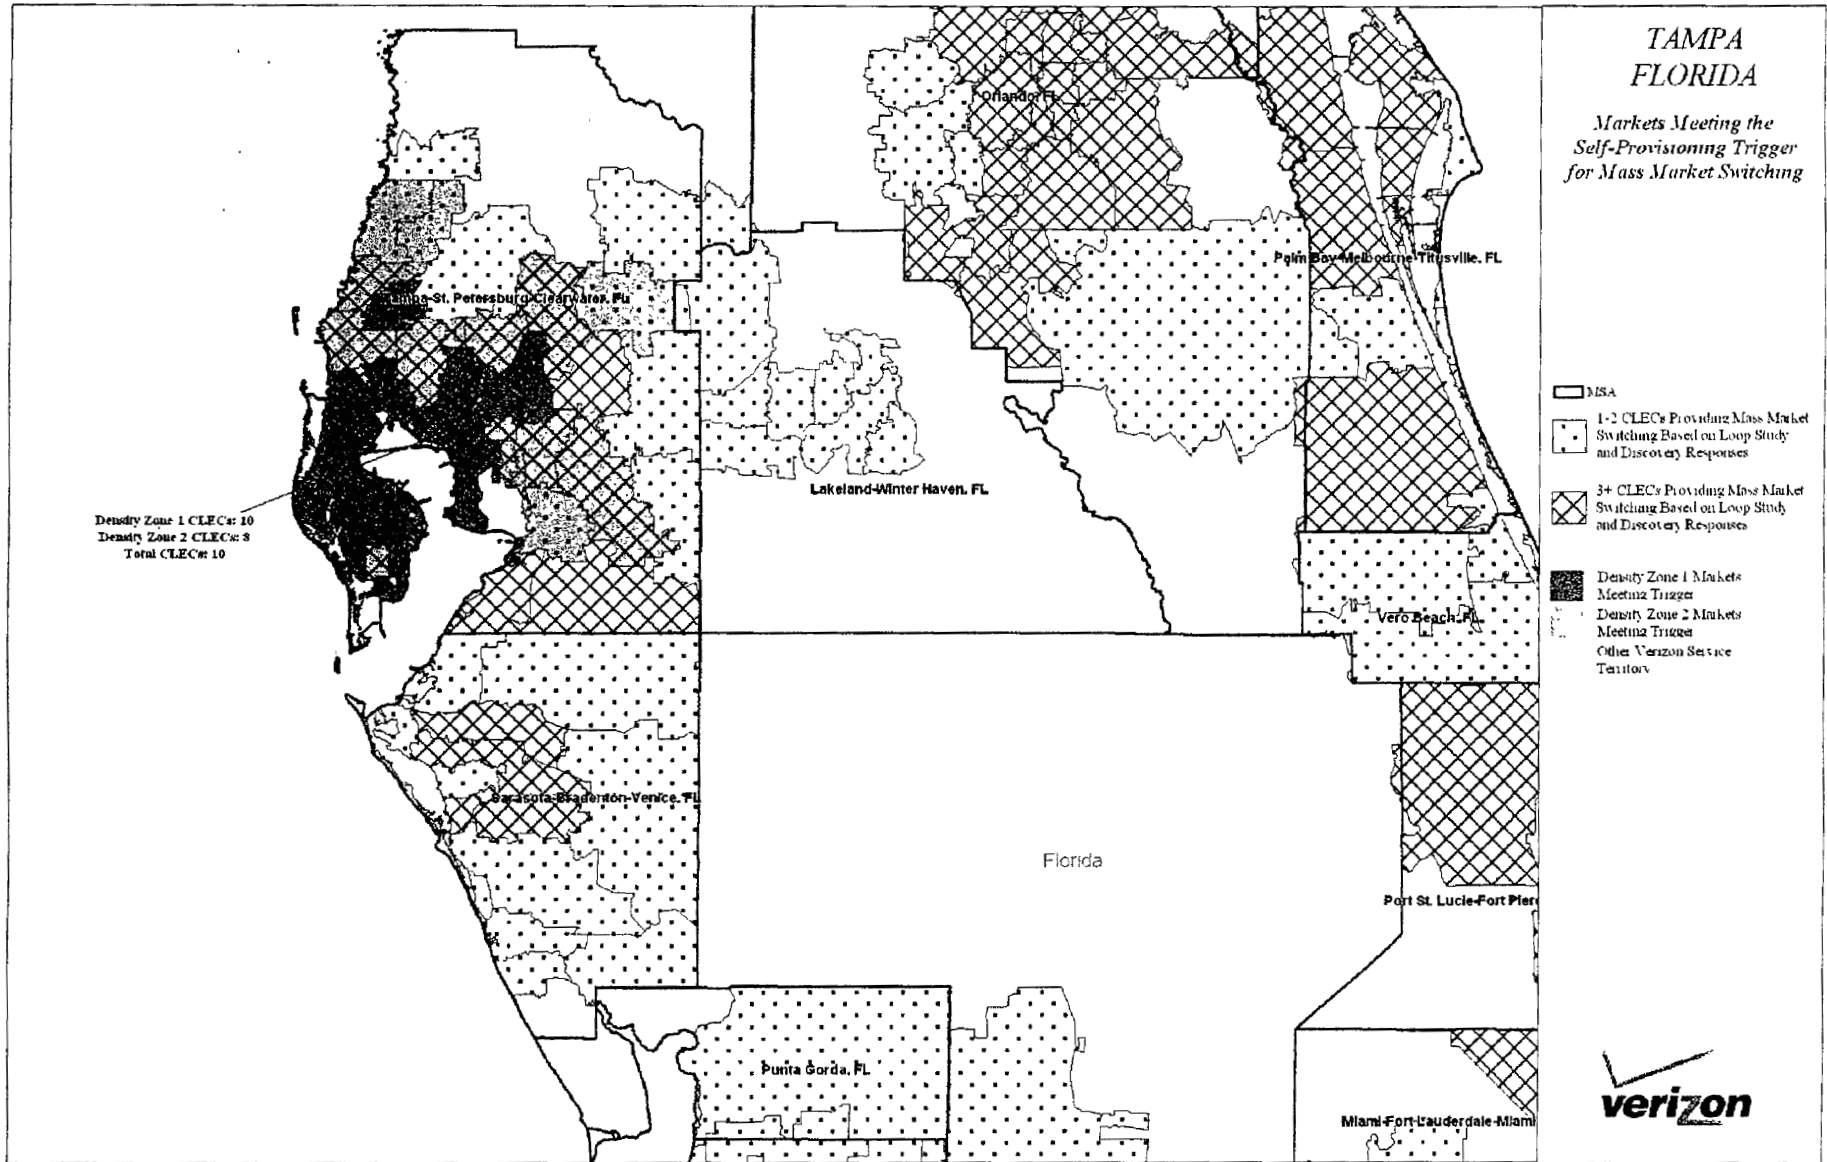 TAMPA
FLORIDA
Markets Meeting the
Self-Provisioning Trigger
for Mass Market Switching
Orlando, FL
Palm Bay-Melbourne-Titusville, FL
Tampa-St. Petersburg-Clearwater, FL
Lakeland-Winter Haven, FL
Density Zone 1 CLECs: 10
Density Zone 2 CLECs: 8
Total CLECs: 10
Vero Beach, FL
Sarasota-Bradenton-Venice, FL
Florida
Port St. Lucie-Fort Pier
Punta Gorda, FL
Miami-Fort-Lauderdale-Miami
MSA
1-2 CLECs Providing Mass Market
Switching Based on Loop Study
and Discovery Responses
3+ CLECs Providing Mass Market
Switching Based on Loop Study
and Discovery Responses
Density Zone 1 Markets
Meeting Trigger
Density Zone 2 Markets
Meeting Trigger
Other Verizon Service
Territory
verizon